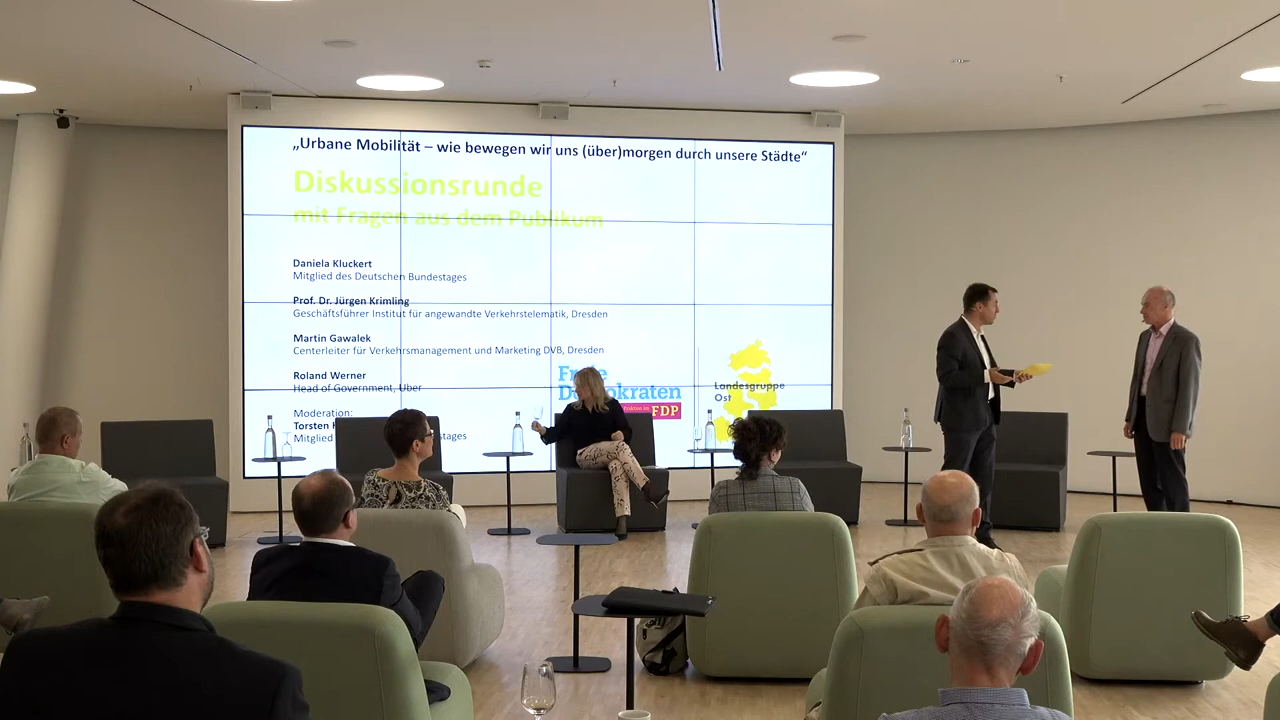 „Urbane Mobilität – wie bewegen wir uns (über)morgen durch unsere Städte“
Diskussionsrunde
mit Fragen aus dem Publikum
Daniela Kluckert
Mitglied des Deutschen Bundestages
Prof. Dr. Jürgen Krimling
Geschäftsführer Institut für angewandte Verkehrstelematik, Dresden
Martin Gawalek
Centerleiter für Verkehrsmanagement und Marketing DVB, Dresden
Roland Werner
Head of Government, Uber
Moderation:
Torsten
Mitglied
FDP
Landesgruppe
Ost